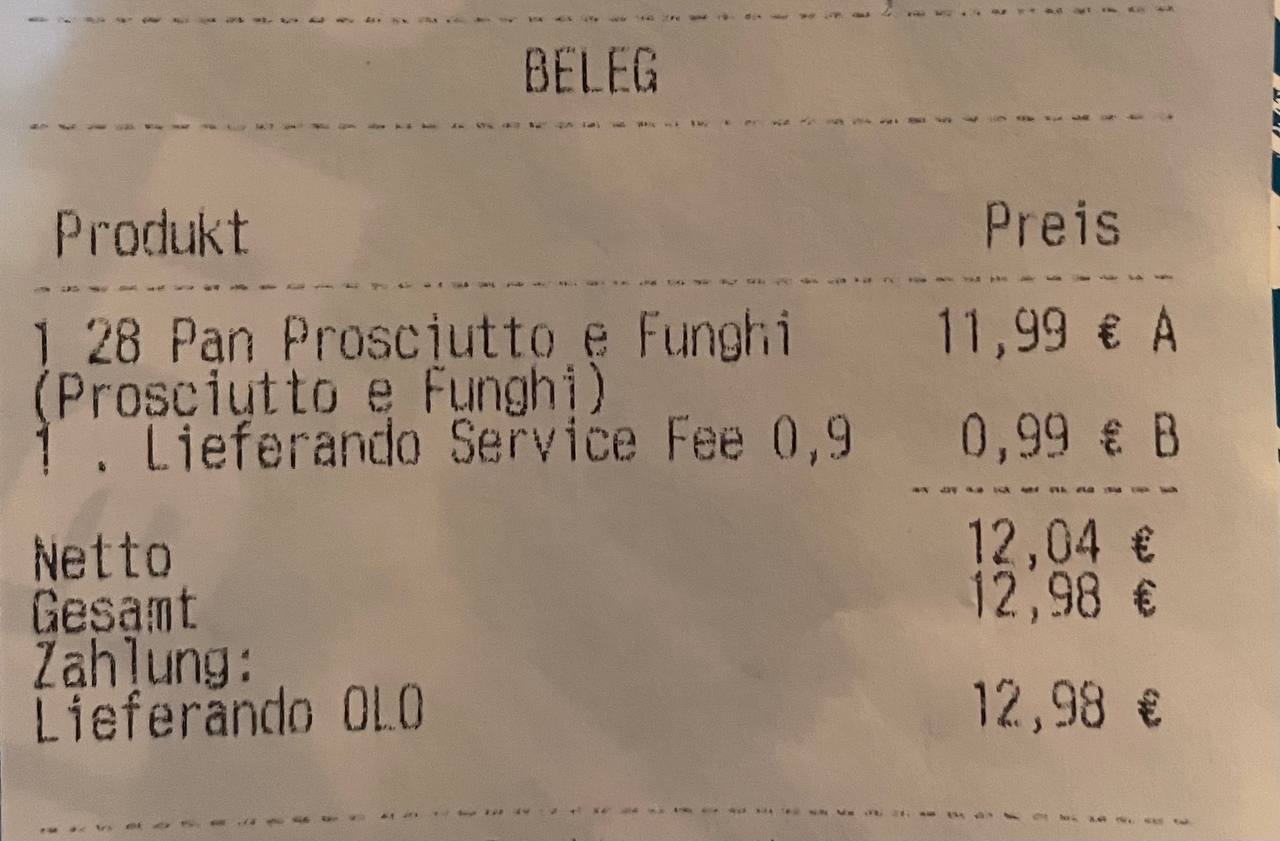 BELEG
Produkt Preis
1 28 Pan Prosciutto e Funghi 11,99 € A
(Prosciutto e Funghi)
1 . Lieferando Service Fee 0,9 0,99 € B
Netto 12,04 €
Gesamt 12,98 €
Zahlung:
Lieferando OLO 12,98 €